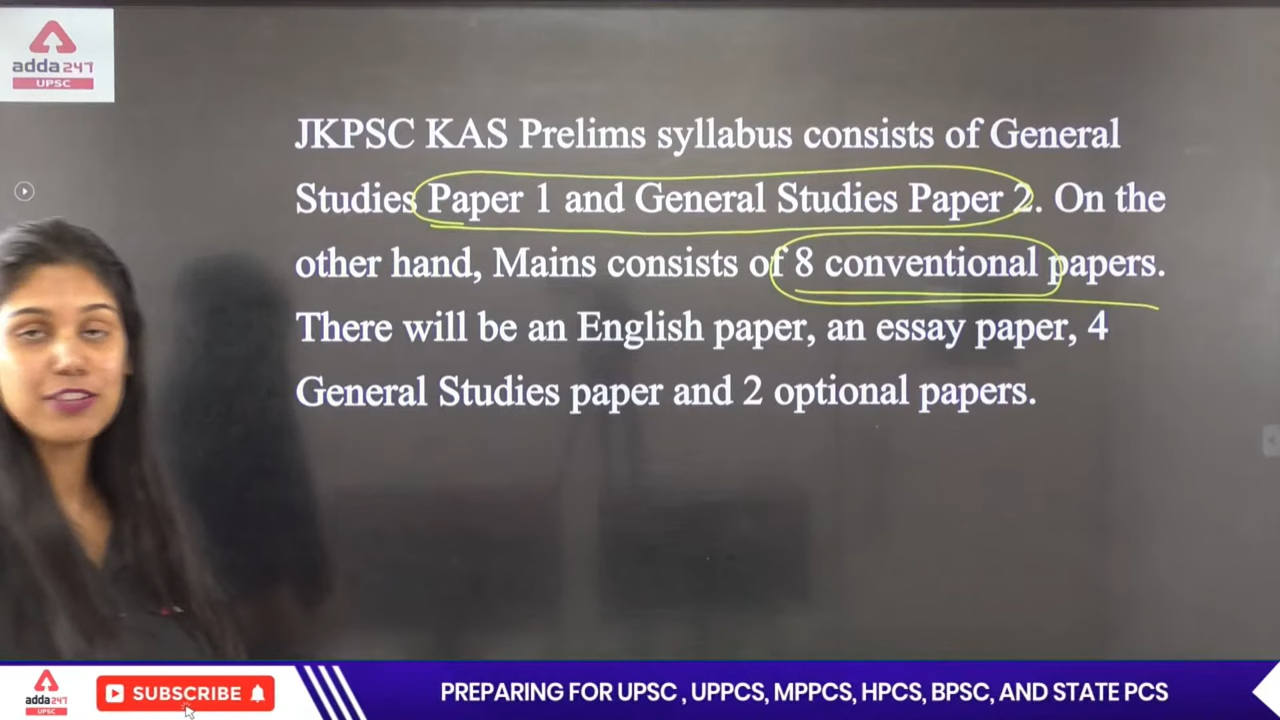 adda247
UPSC
JKPSC KAS Prelims syllabus consists of General
Studies Paper 1 and General Studies Paper 2. On the
other hand, Mains consists of 8 conventional papers.
There will be an English paper, an essay paper, 4
General Studies paper and 2 optional papers.
adda247
UPSC
SUBSCRIBE
PREPARING FOR UPSC , UPPCS, MPPCS, HPCS, BPSC, AND STATE PCS